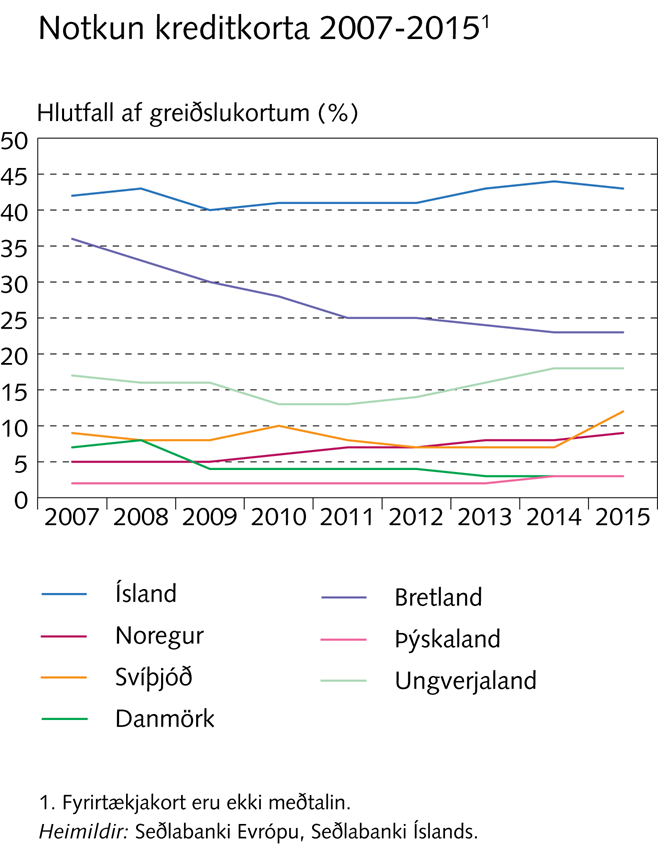 Notkun kreditkorta 2007-2015¹
Hlutfall af greiðslukortum (%)
50
45
40
35
30
25
20
15
10
5
0
2007 2008 2009 2010 2011 2012 2013 2014 2015
Ísland
Noregur
Svíþjóð
Danmörk
Bretland
Þýskaland
Ungverjaland
1. Fyrirtækjakort eru ekki meðtalin.
Heimildir: Seðlabanki Evrópu, Seðlabanki Íslands.